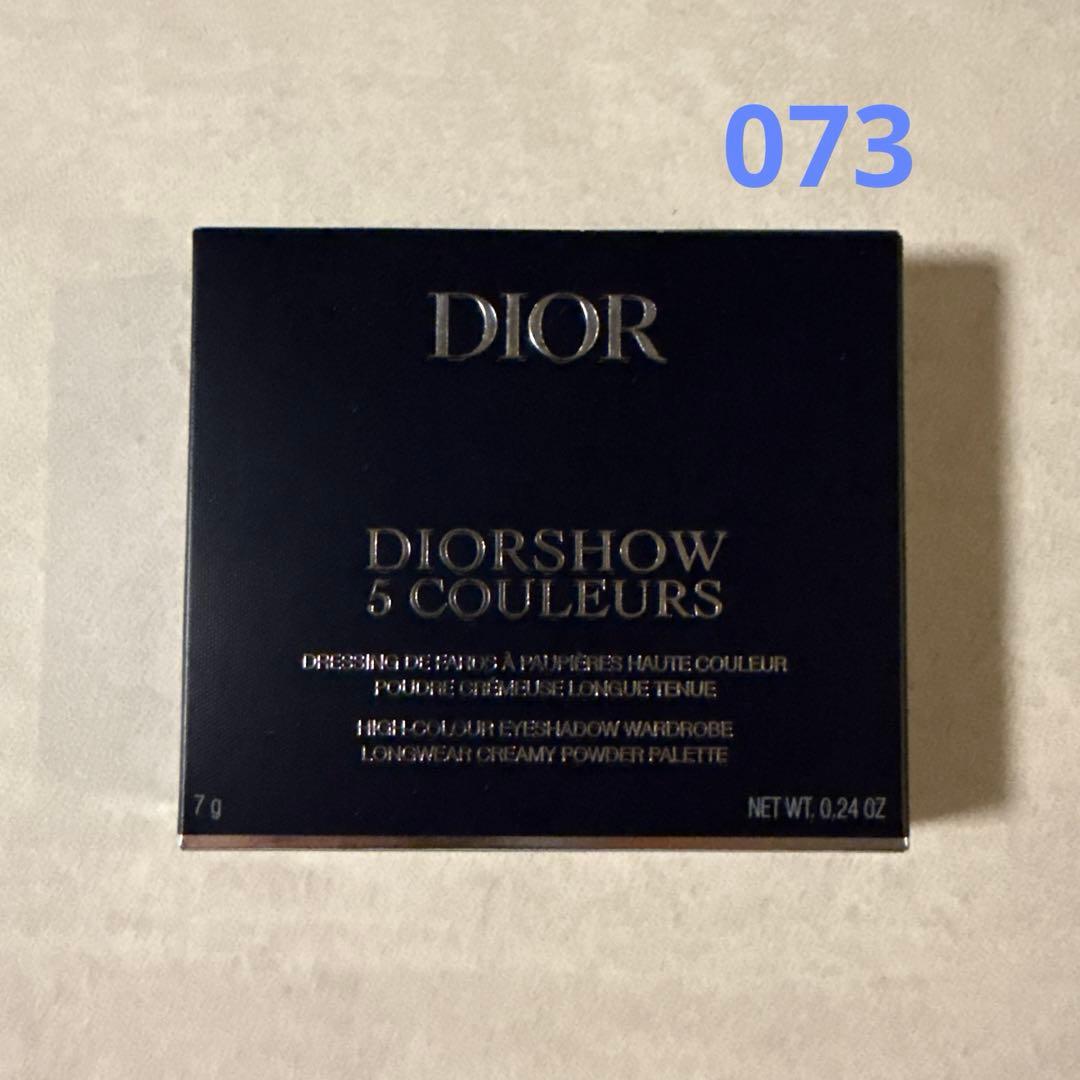 073
DIOR
DIORSHOW
5 COULEURS
DRESSING DE FARDS À PAUPIÈRES HAUTE COULEUR
POUDRE CRÉMEUSE LONGUE TENUE
HIGH-COLOUR EYESHADOW WARDROBE
LONGWEAR CREAMY POWDER PALETTE
7 g
NET WT. 0.24 OZ